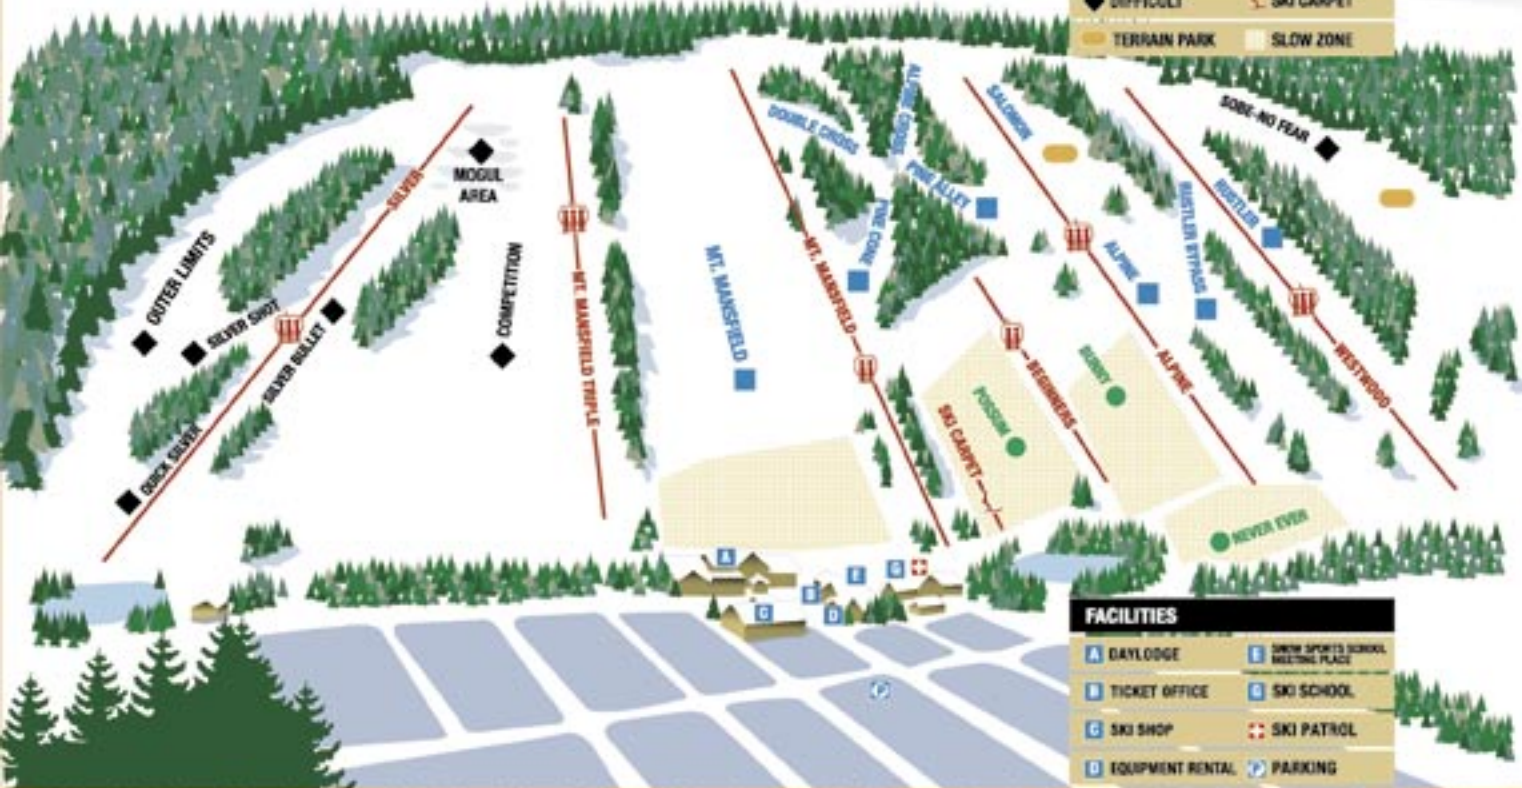 DIFFICULT
SKI CARPET
TERRAIN PARK
SLOW ZONE
SOBE-NO FEAR
SALOMON
ALPINE CROSS
DOUBLE CROSS
PINE ALLEY
PINE CONE
RUSTLER
RUSTLER BYPASS
ALPINE
MOGUL
AREA
SILVER
OUTER LIMITS
SILVER SHOT
SILVER BULLET
QUICK SILVER
COMPETITION
MT. MANSFIELD TRIPLE
MT. MANSFIELD
MT. MANSFIELD
BEGINNERS
BUNNY
POSSUM
SKI CARPET
ALPINE
WESTWOOD
NEVER EVER
A
E
G
B
C
D
P
FACILITIES
A DAYLODGE
E SNOW SPORTS SCHOOL
MEETING PLACE
B TICKET OFFICE
G SKI SCHOOL
C SKI SHOP
SKI PATROL
D EQUIPMENT RENTAL
P PARKING